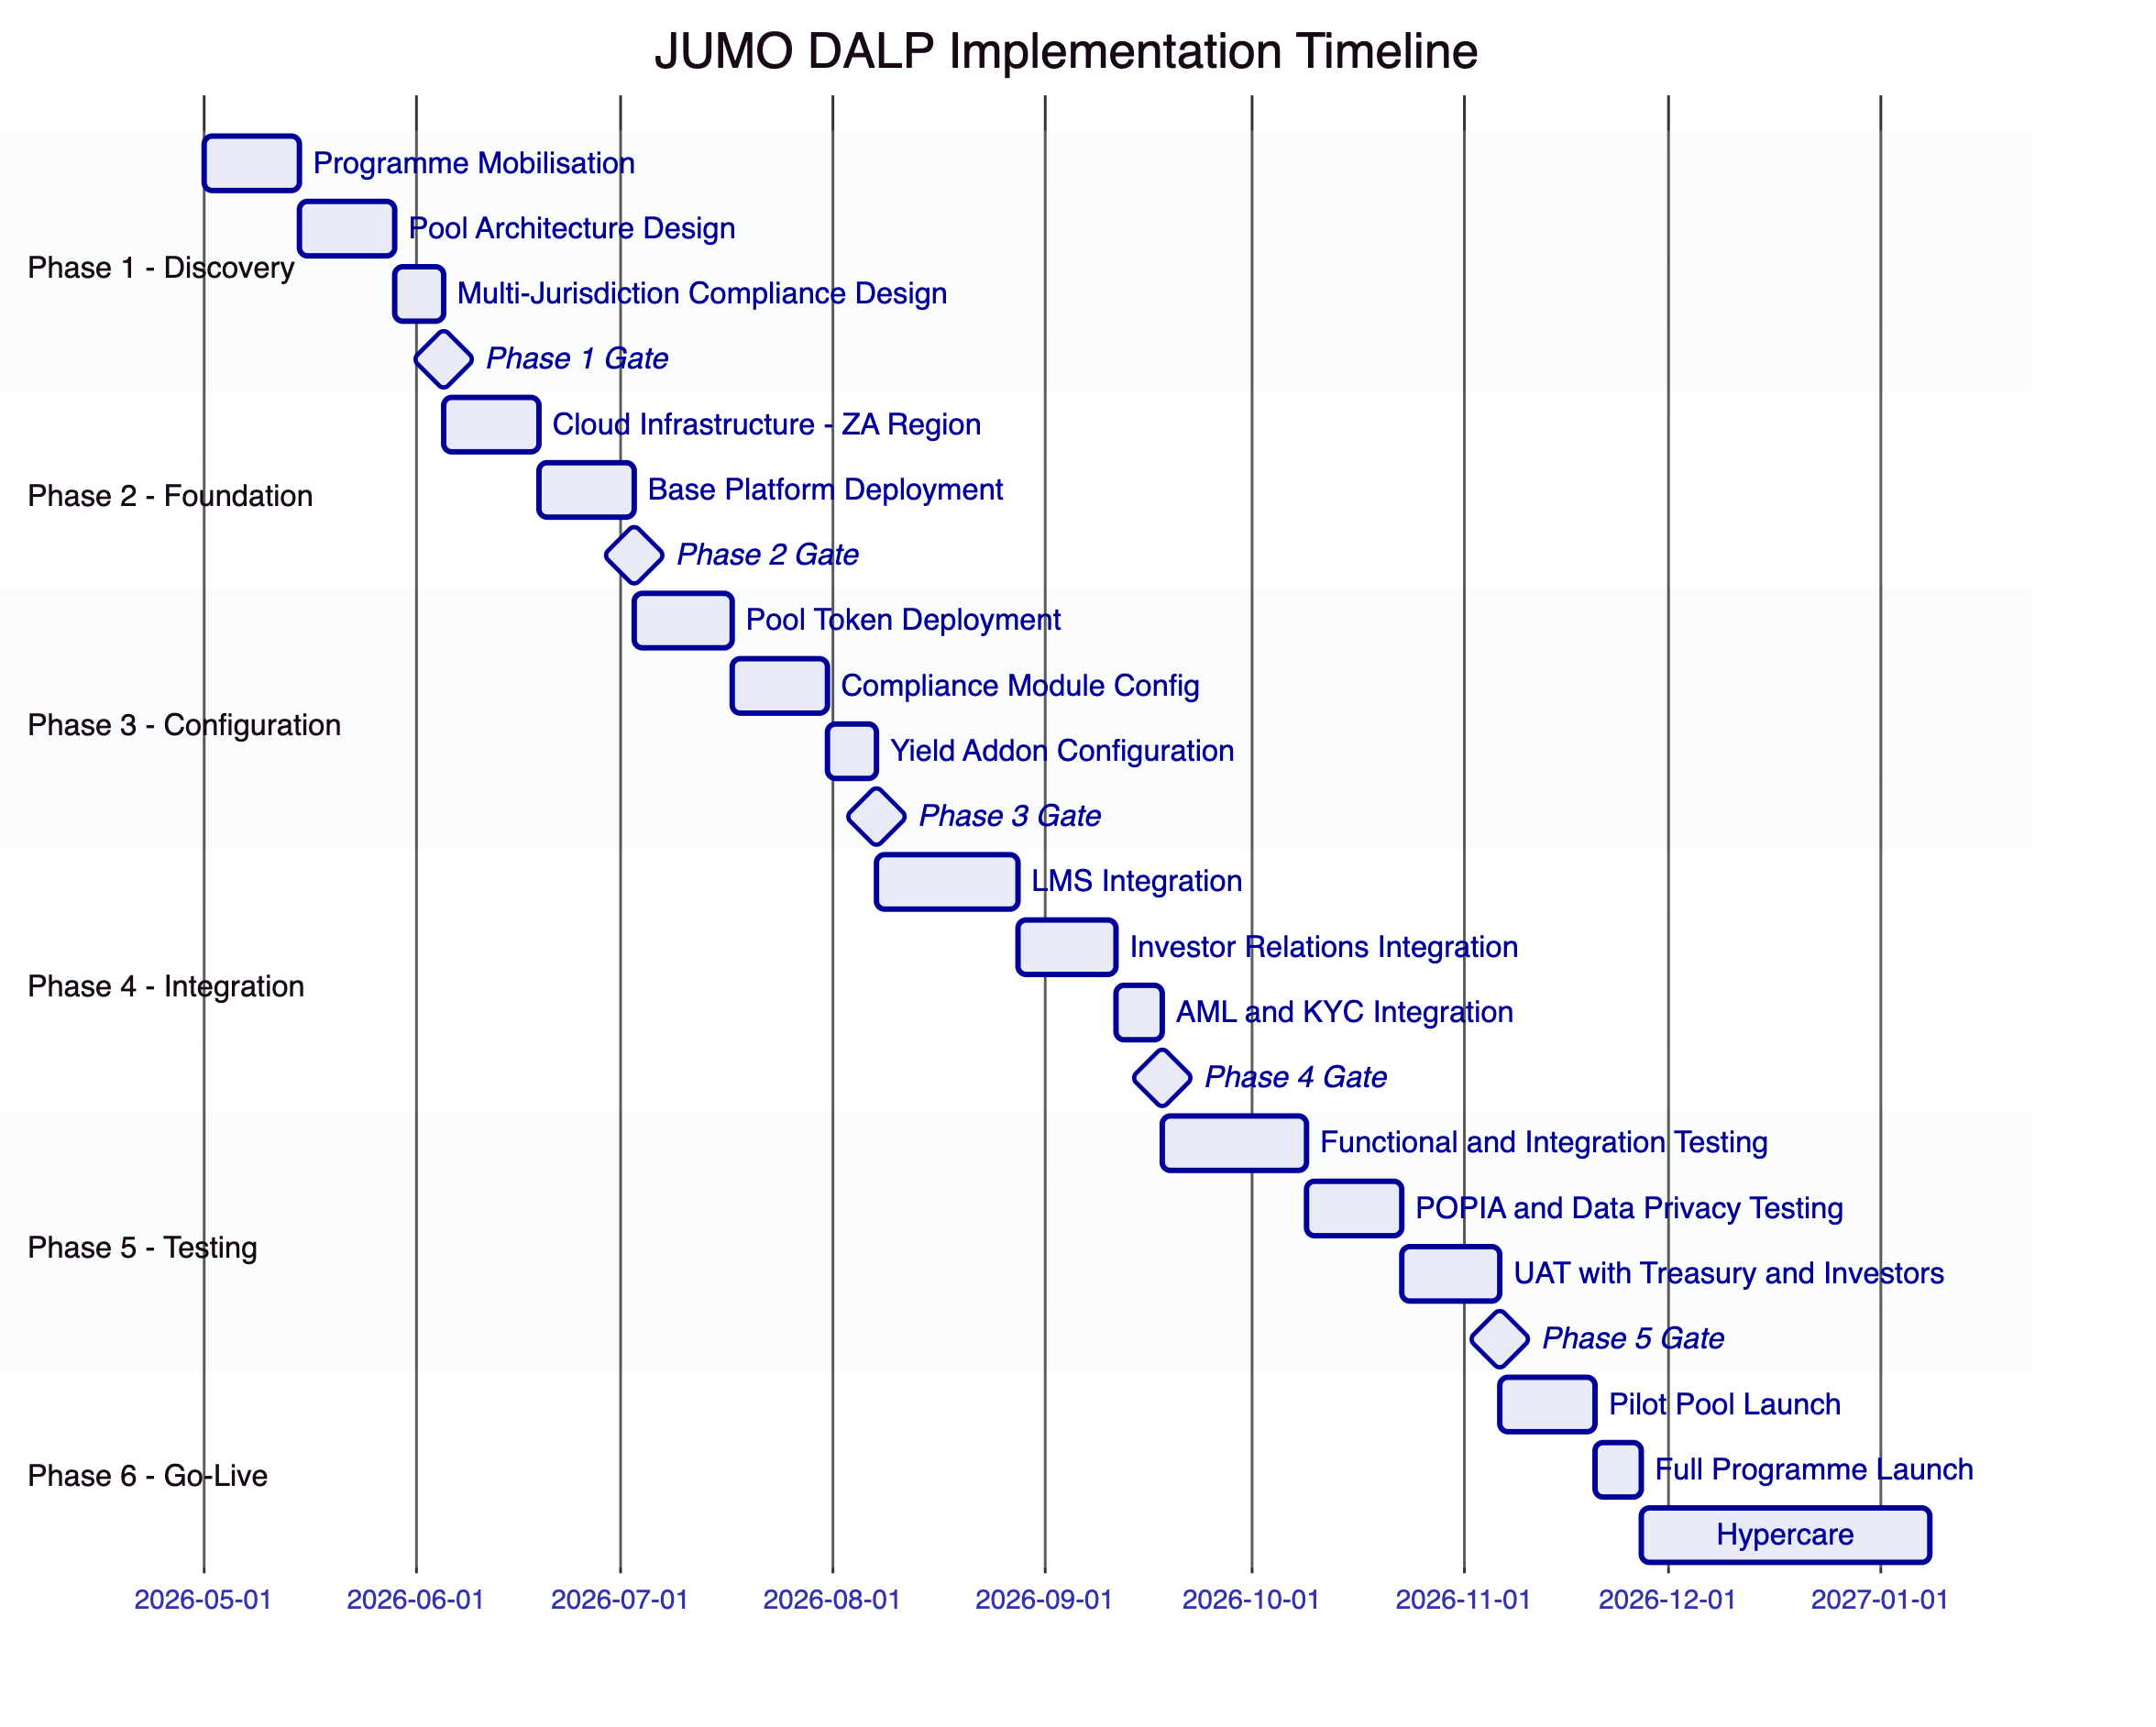 JUMO DALP Implementation Timeline
Programme Mobilisation
Pool Architecture Design
Phase 1 - Discovery
Multi-Jurisdiction Compliance Design
Phase 1 Gate
Cloud Infrastructure - ZA Region
Base Platform Deployment
Phase 2 - Foundation
Phase 2 Gate
Pool Token Deployment
Compliance Module Config
Phase 3 - Configuration
Yield Addon Configuration
Phase 3 Gate
LMS Integration
Investor Relations Integration
Phase 4 - Integration
AML and KYC Integration
Phase 4 Gate
Functional and Integration Testing
POPIA and Data Privacy Testing
Phase 5 - Testing
UAT with Treasury and Investors
Phase 5 Gate
Pilot Pool Launch
Full Programme Launch
Phase 6 - Go-Live
Hypercare
2026-05-01
2026-06-01
2026-07-01
2026-08-01
2026-09-01
2026-10-01
2026-11-01
2026-12-01
2027-01-01